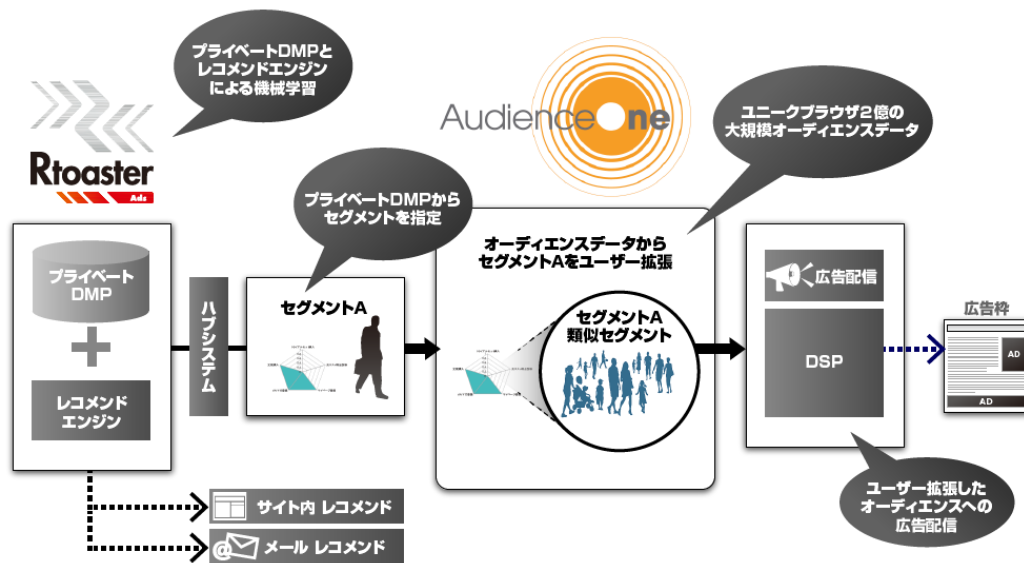 プライベートDMPと
レコメンドエンジン
による機械学習
Rtoaster
Ads
AudienceOne
ユニークブラウザ2億の
大規模オーディエンスデータ
プライベートDMPから
セグメントを指定
プライベート
DMP
レコメンド
エンジン
ハブシステム
セグメントA
オーディエンスデータから
セグメントAをユーザー拡張
セグメントA
類似セグメント
広告配信
DSP
広告枠
AD
AD
ユーザー拡張した
オーディエンスへの
広告配信
サイト内 レコメンド
@
メール レコメンド